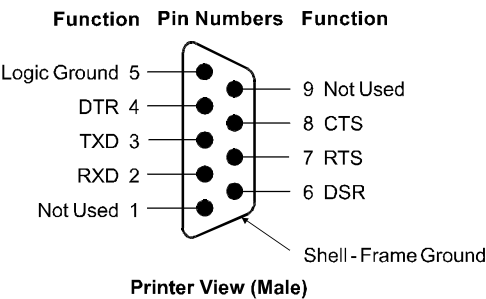 Function Pin Numbers Function
Logic Ground 5
9 Not Used
DTR 4
8 CTS
TXD 3
7 RTS
RXD 2
6 DSR
Not Used 1
Shell - Frame Ground
Printer View (Male)